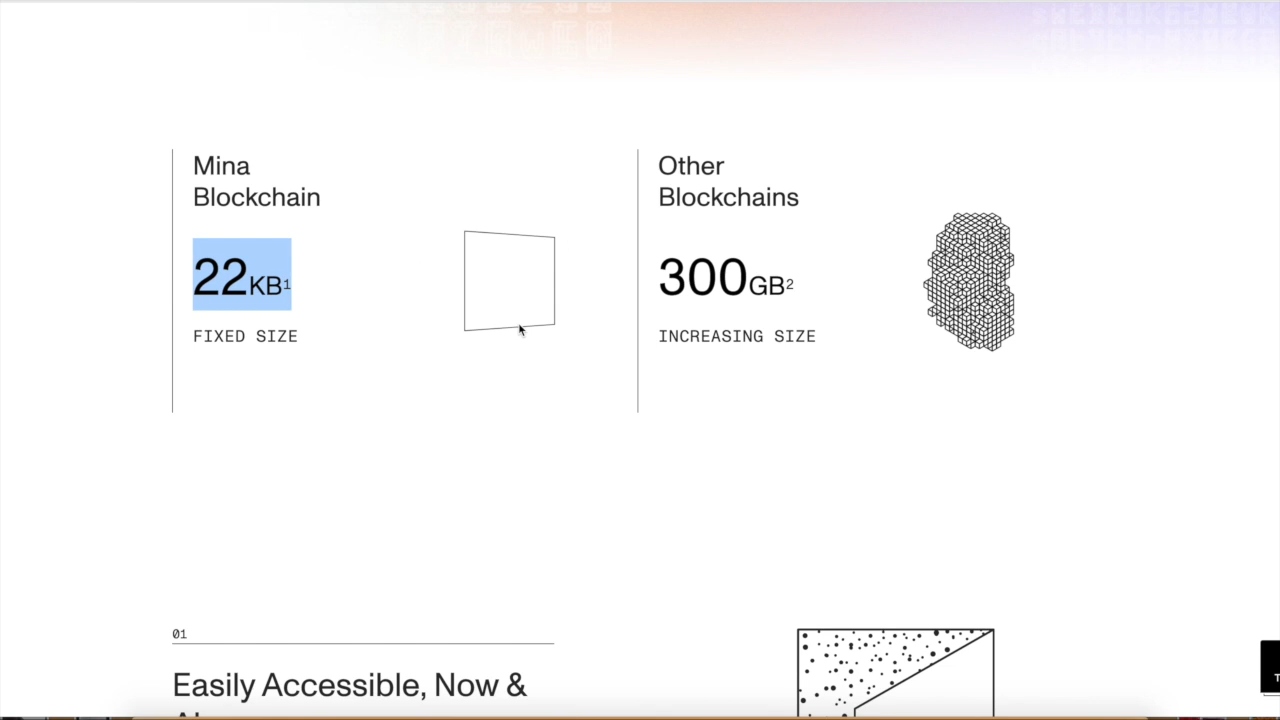 Mina
Blockchain
22KB1
FIXED SIZE
Other
Blockchains
300GB2
INCREASING SIZE
01
Easily Accessible, Now &